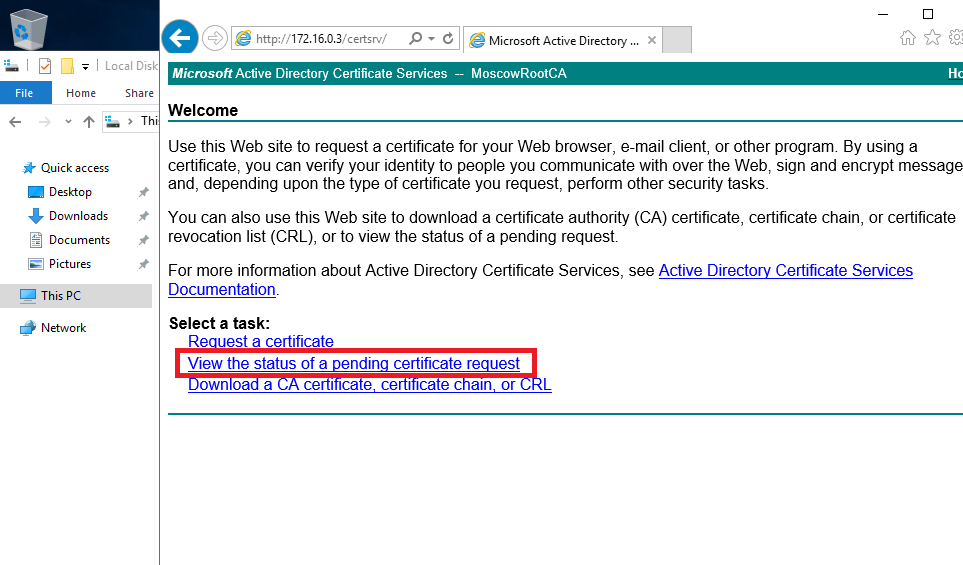 http://172.16.0.3/certsrv/
Microsoft Active Directory ...
Local Disk
File Home Share
This
Quick access
Desktop
Downloads
Documents
Pictures
This PC
Network
Microsoft Active Directory Certificate Services -- MoscowRootCA
Welcome
Use this Web site to request a certificate for your Web browser, e-mail client, or other program. By using a
certificate, you can verify your identity to people you communicate with over the Web, sign and encrypt message
and, depending upon the type of certificate you request, perform other security tasks.
You can also use this Web site to download a certificate authority (CA) certificate, certificate chain, or certificate
revocation list (CRL), or to view the status of a pending request.
For more information about Active Directory Certificate Services, see Active Directory Certificate Services
Documentation.
Select a task:
Request a certificate
View the status of a pending certificate request
Download a CA certificate, certificate chain, or CRL